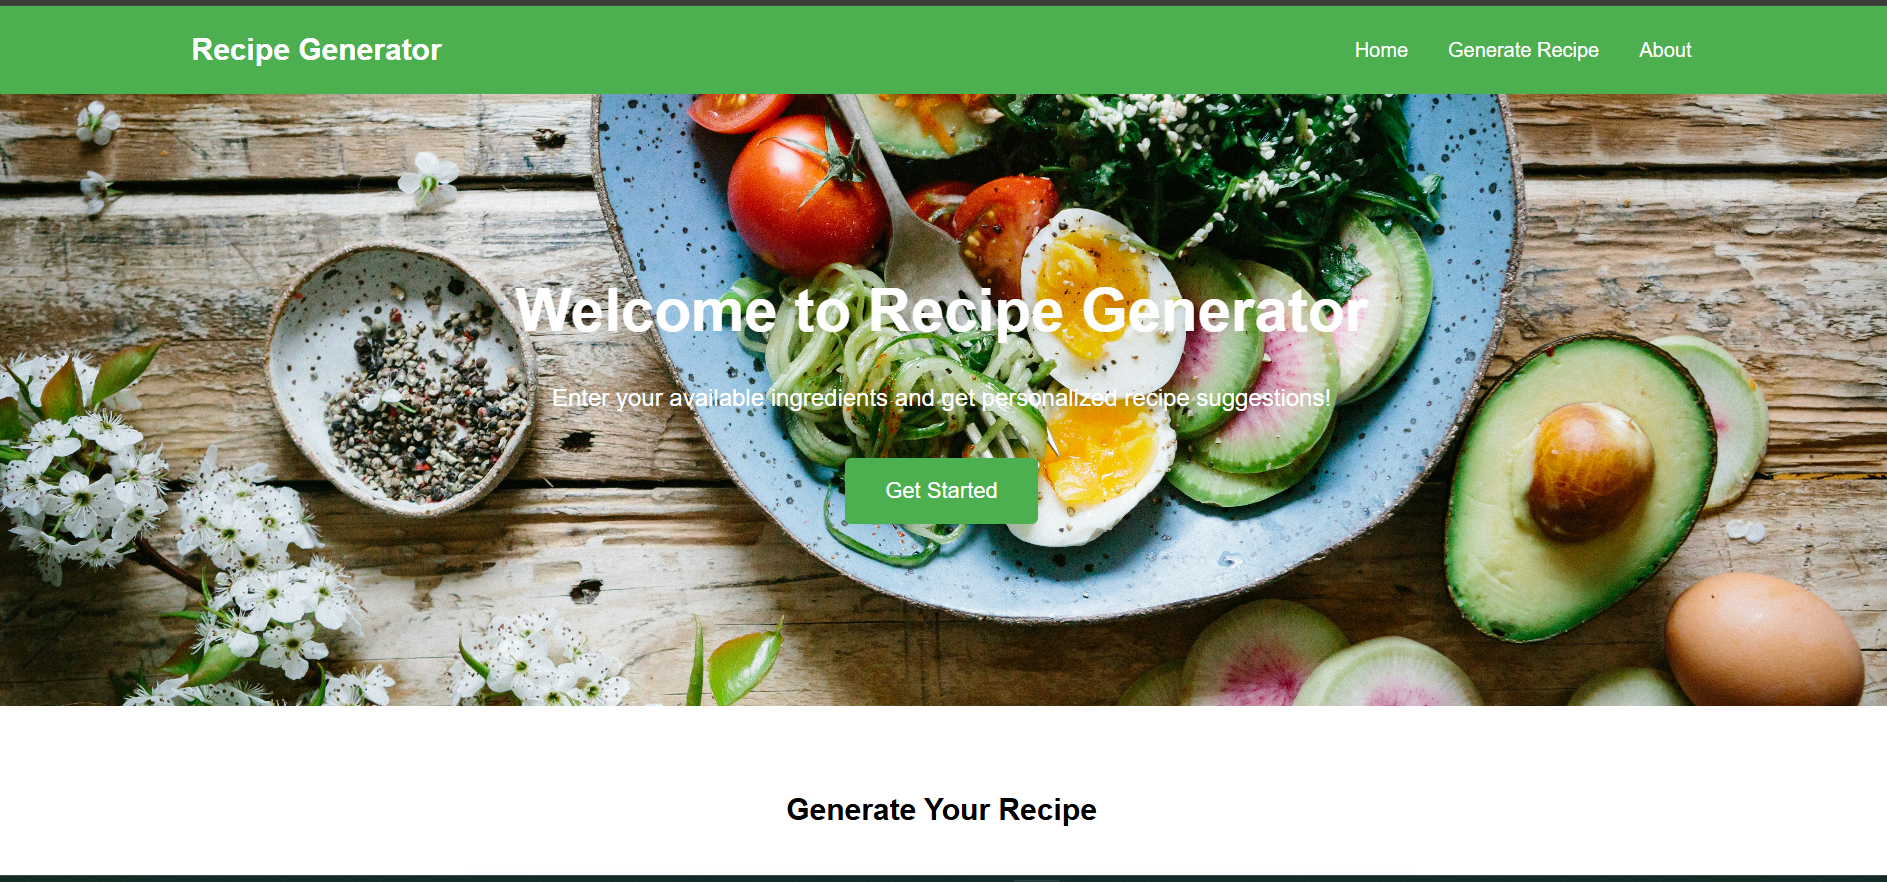 Recipe Generator
Home
Generate Recipe
About
Welcome to Recipe Generator
Enter your available ingredients and get personalized recipe suggestions!
Get Started
Generate Your Recipe